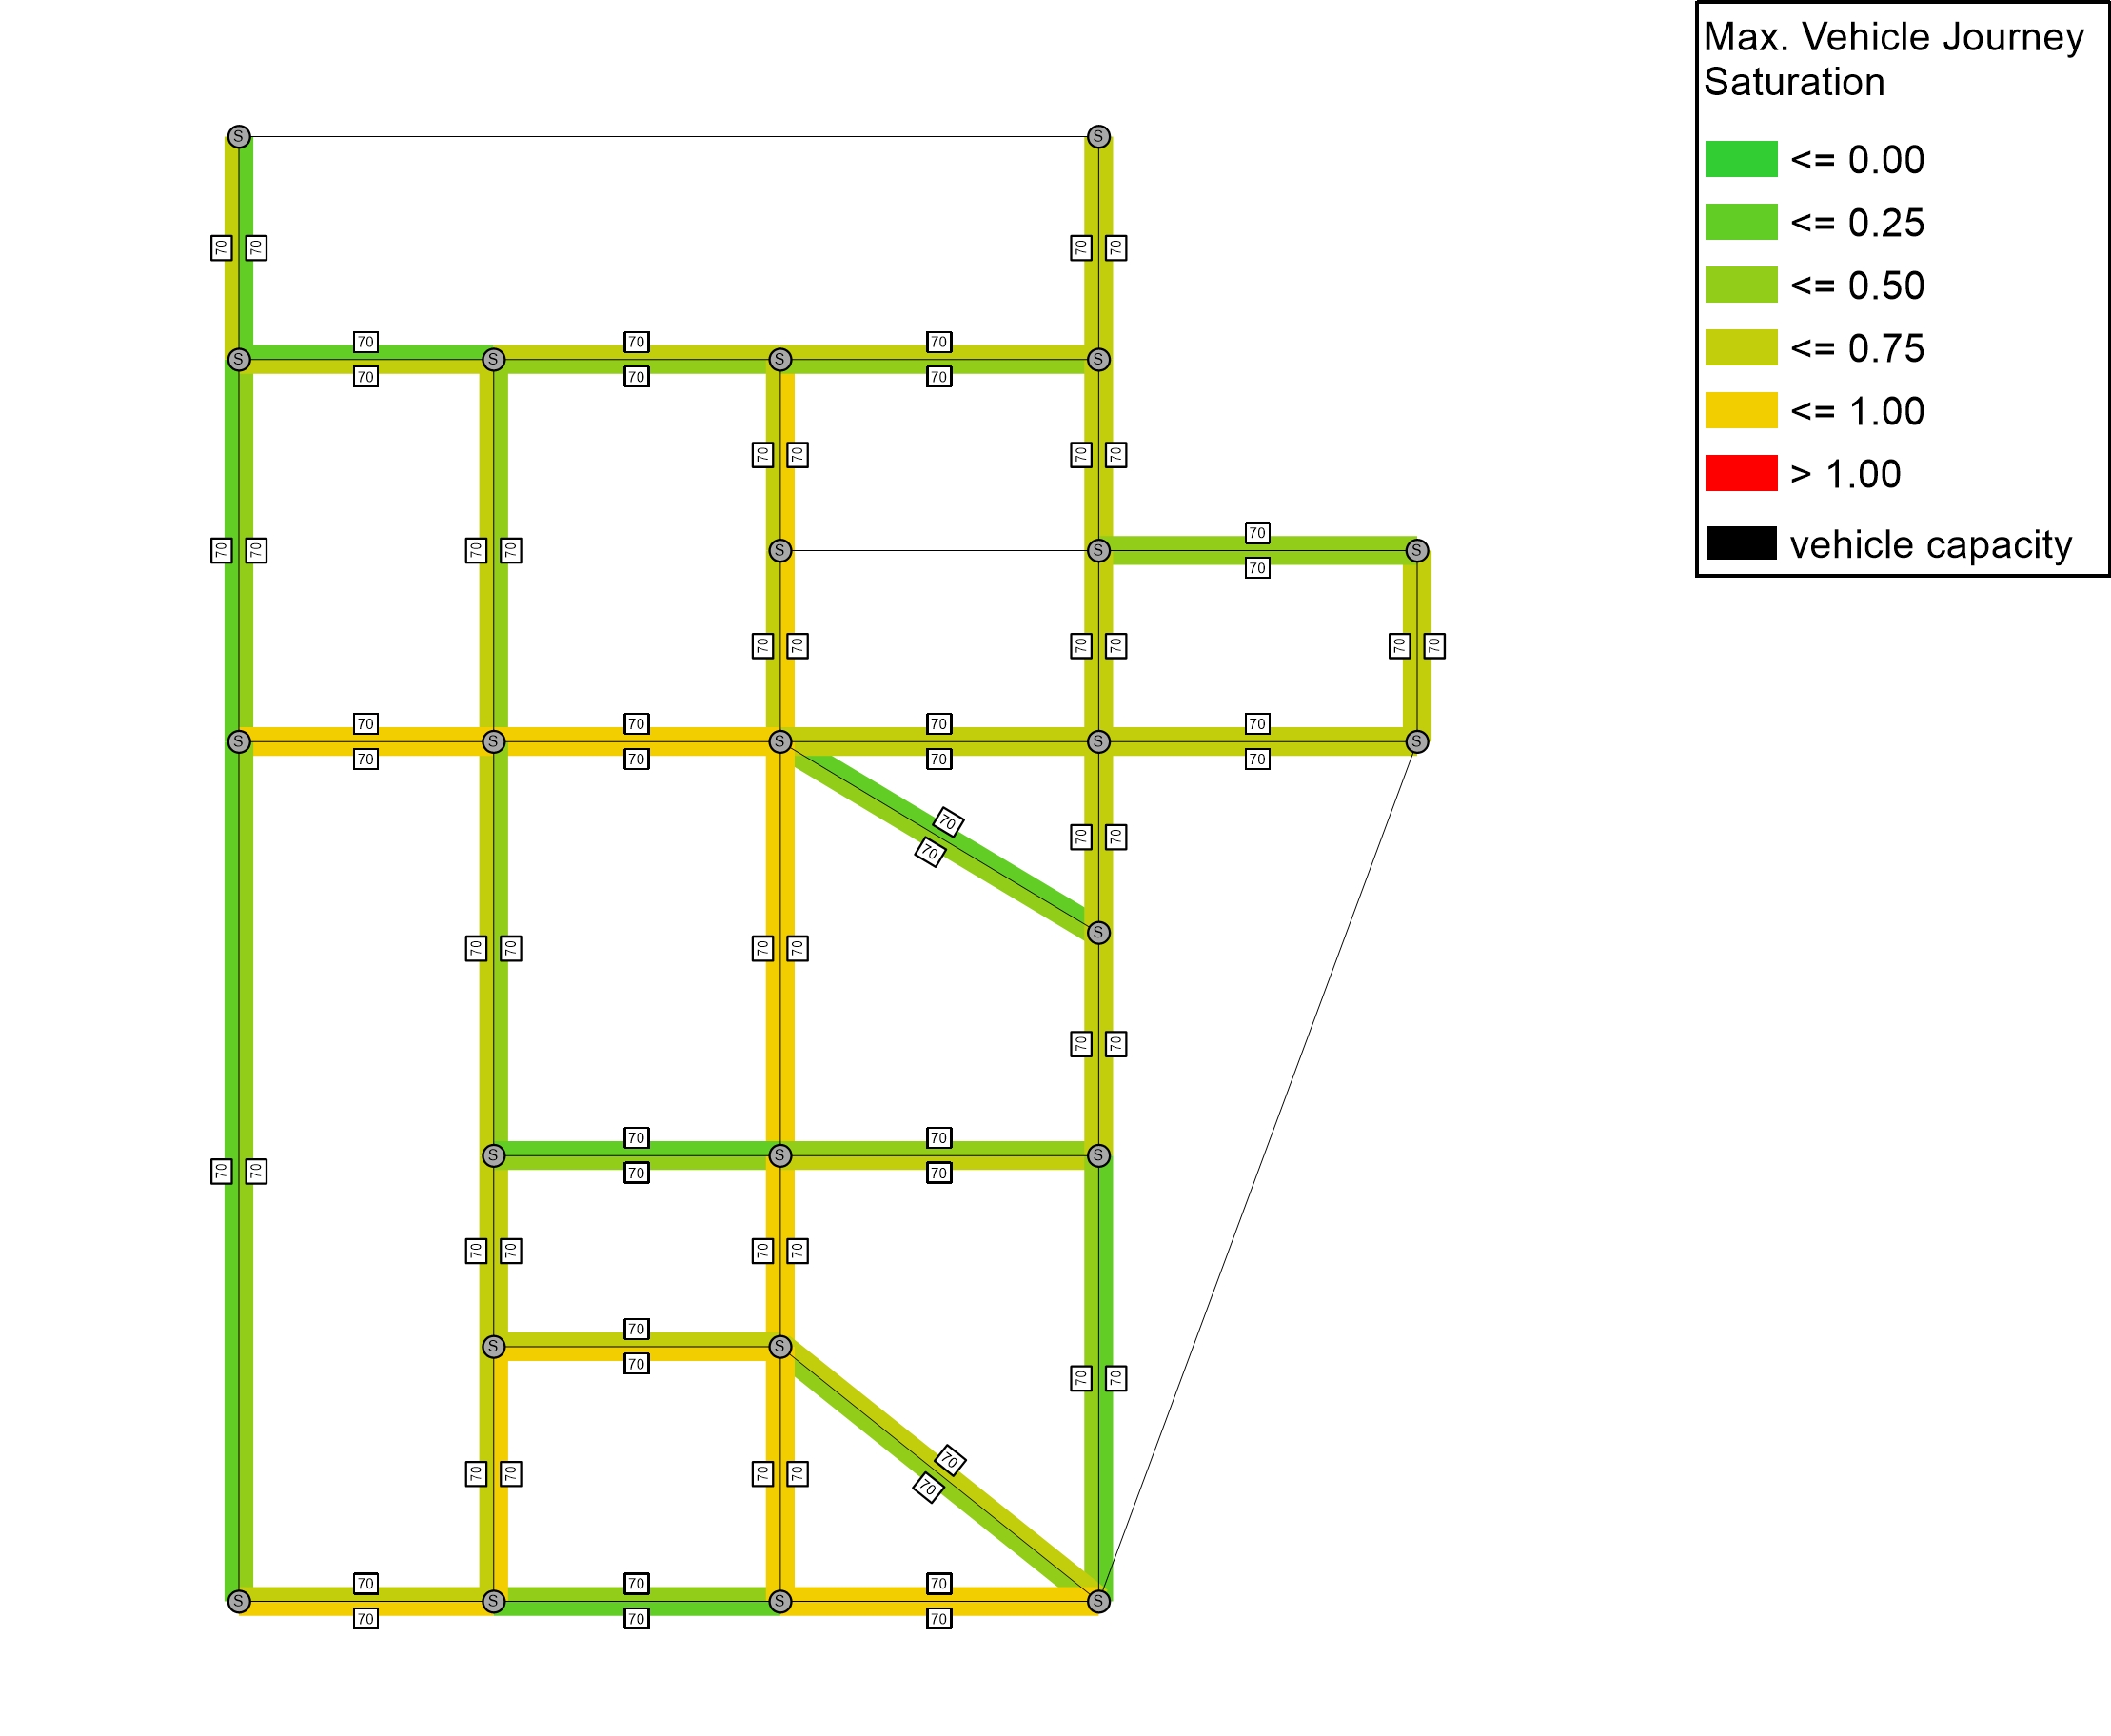 Max. Vehicle Journey
Saturation
<= 0.00
<= 0.25
<= 0.50
<= 0.75
<= 1.00
> 1.00
vehicle capacity
S S
70 70 70 70
70 70 70
S S S S
70 70 70
70 70 70 70
70
70 70 70 70 S S S
70
70 70 70 70 70 70
70 70 70 70
S S S S S
70 70 70 70
70
70 70
70
S
70 70 70 70
70 70
70 70
S S S
70 70 70 70
70 70 70 70
70
S S
70
70 70
70
70 70 70 70
70
70 70 70
S S S S
70 70 70